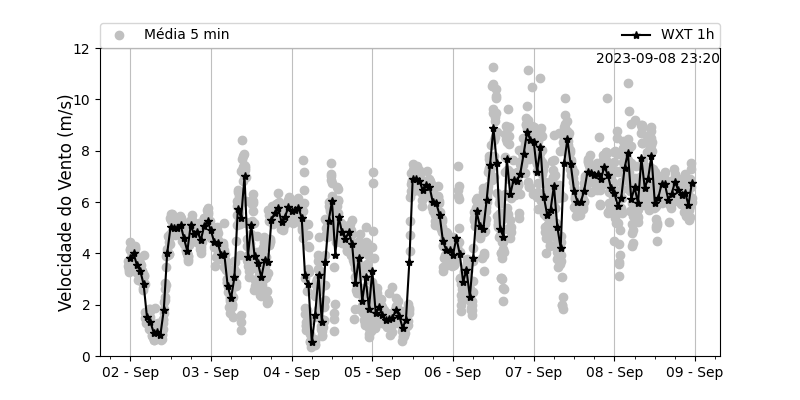 Média 5 min
WXT 1h
2023-09-08 23:20
Velocidade do Vento (m/s)
12
10
8
6
4
2
0
02 - Sep 03 - Sep 04 - Sep 05 - Sep 06 - Sep 07 - Sep 08 - Sep 09 - Sep